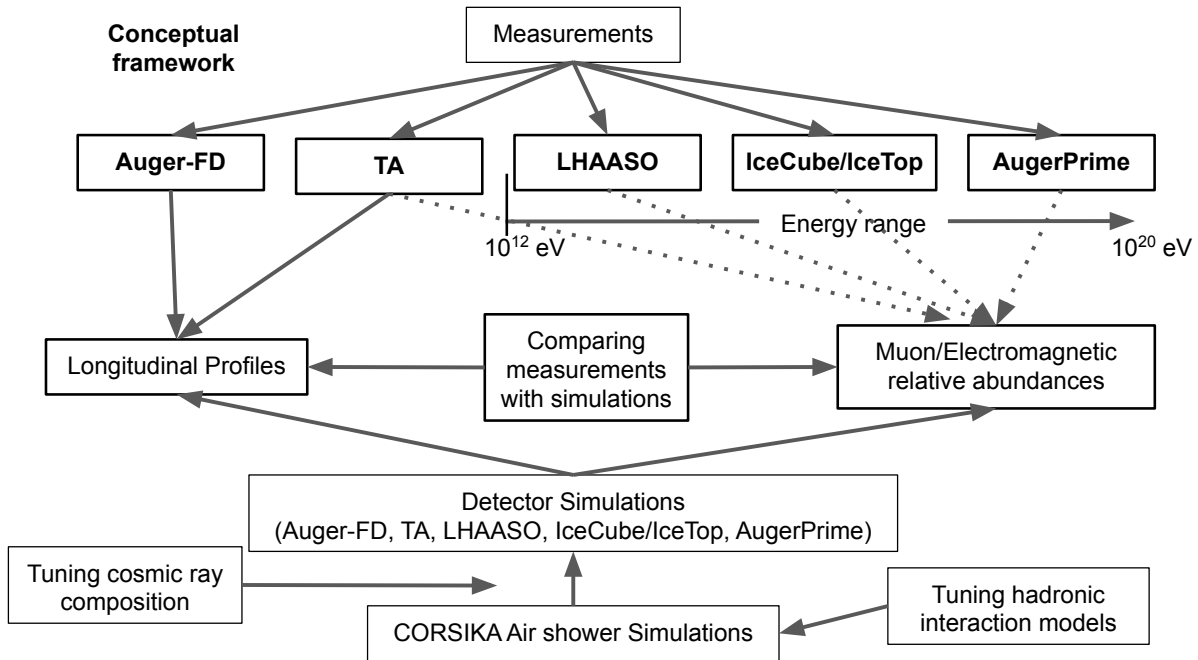 Conceptual
framework
Measurements
Auger-FD
TA
LHAASO
IceCube/IceTop
AugerPrime
Energy range
10¹² eV
10²⁰ eV
Longitudinal Profiles
Comparing
measurements
with simulations
Muon/Electromagnetic
relative abundances
Detector Simulations
(Auger-FD, TA, LHAASO, IceCube/IceTop, AugerPrime)
Tuning cosmic ray
composition
CORSIKA Air shower Simulations
Tuning hadronic
interaction models